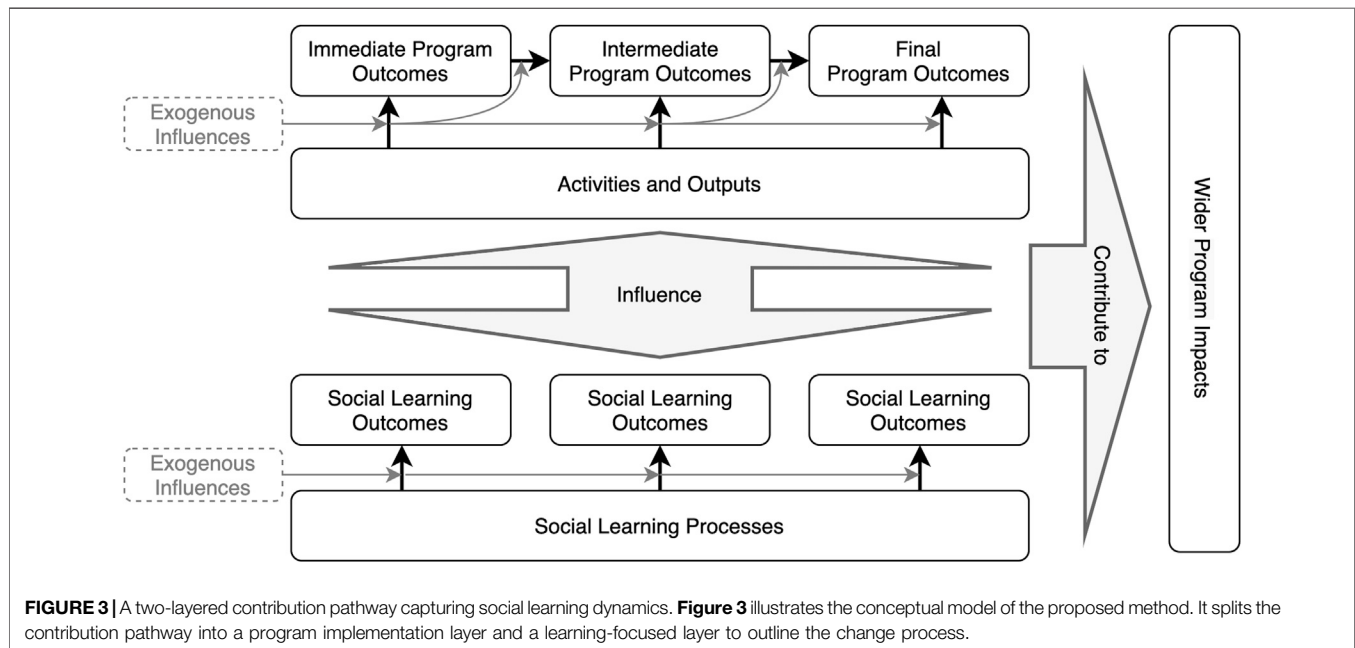 Immediate Program
Outcomes
Intermediate
Program Outcomes
Final
Program Outcomes
Exogenous
Influences
Activities and Outputs
Influence
Contribute to
Wider Program Impacts
Social Learning
Outcomes
Social Learning
Outcomes
Social Learning
Outcomes
Exogenous
Influences
Social Learning Processes
FIGURE 3 | A two-layered contribution pathway capturing social learning dynamics. Figure 3 illustrates the conceptual model of the proposed method. It splits the
contribution pathway into a program implementation layer and a learning-focused layer to outline the change process.